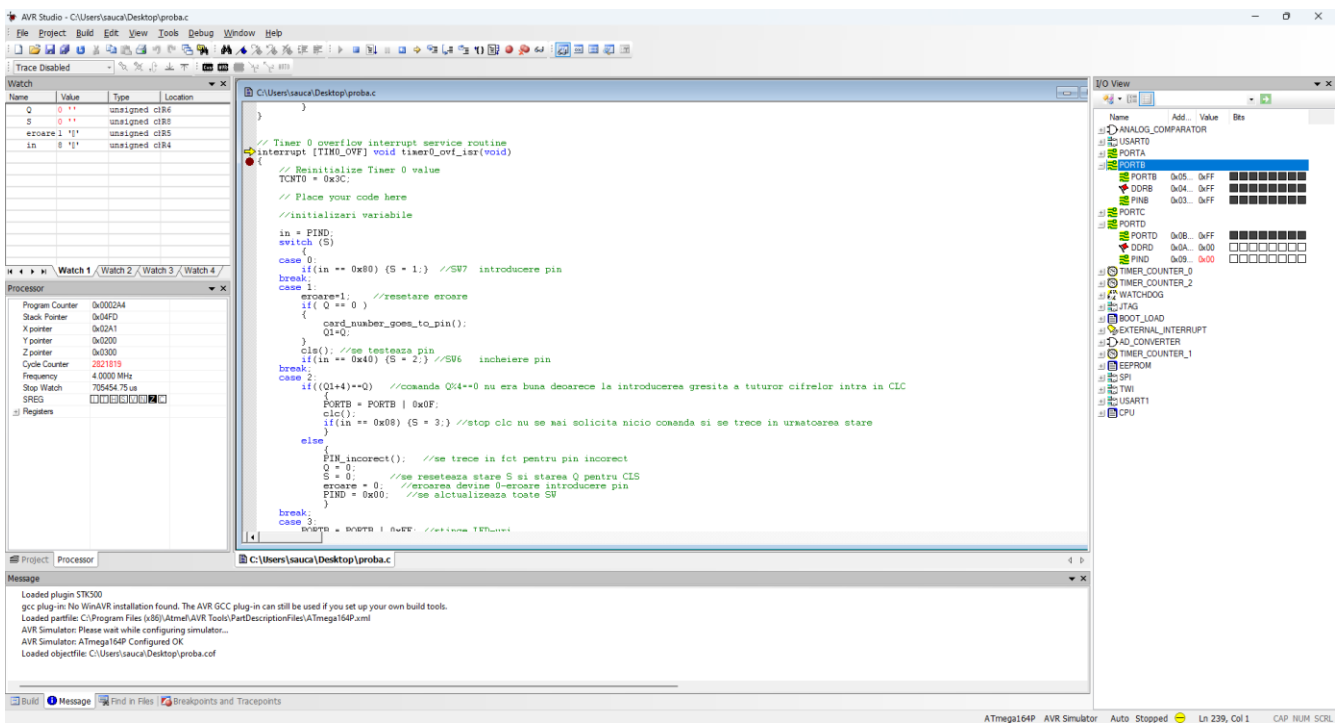 AVR Studio - C:\Users\sauca\Desktop\proba.c
File Project Build Edit View Tools Debug Window Help
Trace Disabled
Watch
Name Value Type Location
Q 0 '' unsigned cl R6
S 0 '' unsigned cl R8
eroare 1 unsigned cl R5
in 8 unsigned cl R4
Watch 1 Watch 2 Watch 3 Watch 4
Processor
Program Counter 0x0002A4
Stack Pointer 0x04FD
X pointer 0x02A1
Y pointer 0x0200
Z pointer 0x0300
Cycle Counter 2821819
Frequency 4.0000 MHz
Stop Watch 705454.75 us
SREG I T H S V N Z C
Registers
Project Processor
C:\Users\sauca\Desktop\proba.c
}
}
// Timer 0 overflow interrupt service routine
interrupt [TIM0_OVF] void timer0_ovf_isr(void)
{
// Reinitialize Timer 0 value
TCNT0 = 0x3C;
// Place your code here
//initializari variabile
in = PIND;
switch (S)
{
case 0:
if(in == 0x80) {S = 1;} //SW7 introducere pin
break;
case 1:
eroare=1; //resetare eroare
if( Q == 0 )
{
card_number_goes_to_pin();
Q1=Q;
}
cls(); //se testeaza pin
if(in == 0x40) {S = 2;} //SW6 incheiere pin
break;
case 2:
if((Q1+4)==Q) //comanda Q%4==0 nu era buna deoarece la introducerea gresita a tuturor cifrelor intra in CLC
{
PORTB = PORTB | 0x0F;
clc();
if(in == 0x08) {S = 3;} //stop clc nu se mai solicita nicio comanda si se trece in urmatoarea stare
}
else
{
PIN_incorect(); //se trece in fct pentru pin incorect
Q = 0;
S = 0; //se reseteaza stare S si starea Q pentru CLS
eroare = 0; //eroarea devine 0-eroare introducere pin
PIND = 0x00; //se alctualizeaza toate SW
}
break;
case 3:
PORTB = PORTB | 0xFF; //stinge LED-uri
C:\Users\sauca\Desktop\proba.c
I/O View
Name Add... Value Bits
ANALOG_COMPARATOR
USART0
PORTA
PORTB
PORTB 0x05... 0xFF
DDRB 0x04... 0xFF
PINB 0x03... 0xFF
PORTC
PORTD
PORTD 0x0B... 0xFF
DDRD 0x0A... 0x00
PIND 0x09... 0x00
TIMER_COUNTER_0
TIMER_COUNTER_2
WATCHDOG
JTAG
BOOT_LOAD
EXTERNAL_INTERRUPT
AD_CONVERTER
TIMER_COUNTER_1
EEPROM
SPI
TWI
USART1
CPU
Message
Loaded plugin STK500
gcc plug-in: No WinAVR installation found. The AVR GCC plug-in can still be used if you set up your own build tools.
Loaded partfile: C:\Program Files (x86)\Atmel\AVR Tools\PartDescriptionFiles\ATmega164P.xml
AVR Simulator: Please wait while configuring simulator...
AVR Simulator: ATmega164P Configured OK
Loaded objectfile: C:\Users\sauca\Desktop\proba.cof
Build Message Find in Files Breakpoints and Tracepoints
ATmega164P AVR Simulator Auto Stopped Ln 239, Col 1 CAP NUM SCRL